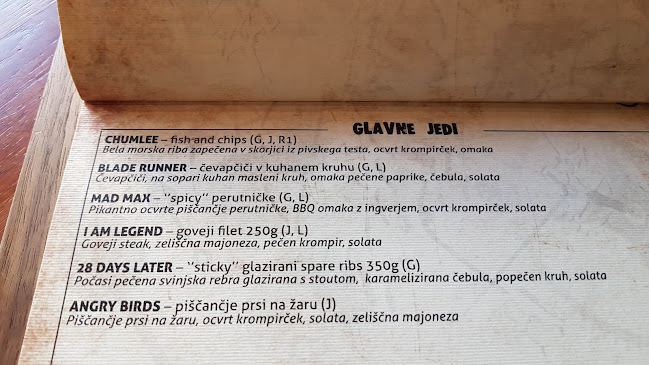 GLAVNE JEDI
CHUMLEE – fish and chips (G, J, R1)
Bela morska riba zapečena v skorjici iz pivskega testa, ocvrt krompirček, omaka
BLADE RUNNER – čevapčiči v kuhanem kruhu (G, L)
Čevapčiči, na sopari kuhan masleni kruh, omaka pečene paprike, čebula, solata
MAD MAX – "spicy" perutničke (G, L)
Pikantno ocvrte piščančje perutničke, BBQ omaka z ingverjem, ocvrt krompirček, solata
I AM LEGEND – goveji filet 250g (J, L)
Goveji steak, zeliščna majoneza, pečen krompir, solata
28 DAYS LATER – "sticky" glazirani spare ribs 350g (G)
Počasi pečena svinjska rebra glazirana s stoutom, karamelizirana čebula, popečen kruh, solata
ANGRY BIRDS – piščančje prsi na žaru (J)
Piščančje prsi na žaru, ocvrt krompirček, solata, zeliščna majoneza